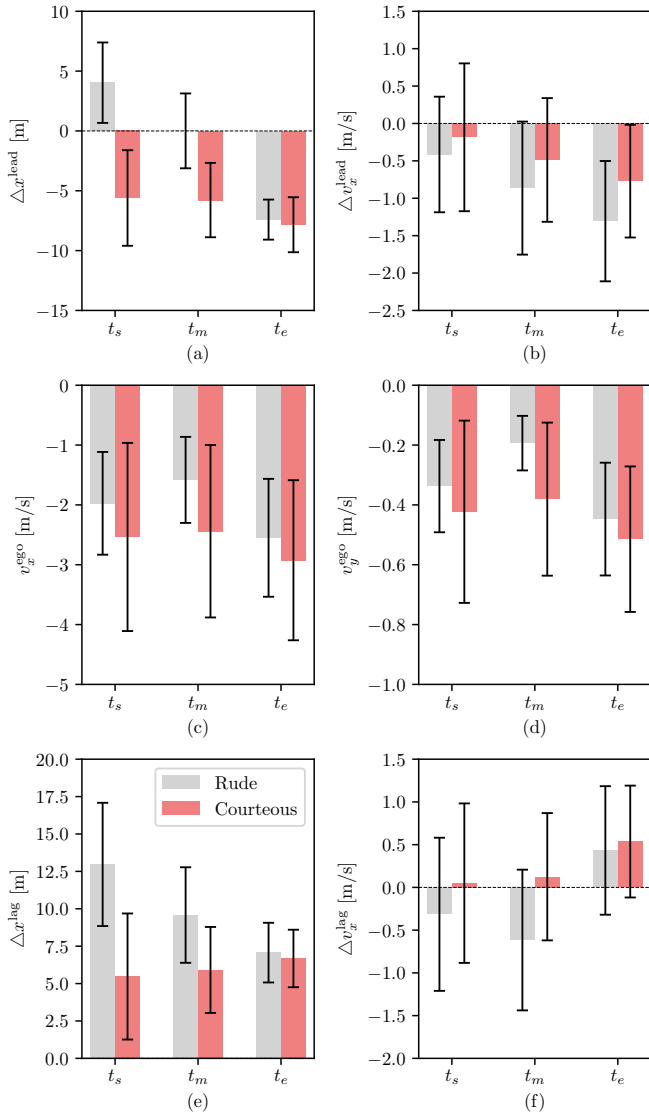 10
5
0
−5
−10
−15
△x^lead [m]
t_s t_m t_e
(a)
1.5
1.0
0.5
0.0
−0.5
−1.0
−1.5
−2.0
−2.5
△v_x^lead [m/s]
t_s t_m t_e
(b)
0
−1
−2
−3
−4
−5
v_x^ego [m/s]
t_s t_m t_e
(c)
0.0
−0.2
−0.4
−0.6
−0.8
−1.0
v_y^ego [m/s]
t_s t_m t_e
(d)
20.0
17.5
15.0
12.5
10.0
7.5
5.0
2.5
0.0
△x^lag [m]
Rude
Courteous
t_s t_m t_e
(e)
1.5
1.0
0.5
0.0
−0.5
−1.0
−1.5
−2.0
△v_x^lag [m/s]
t_s t_m t_e
(f)